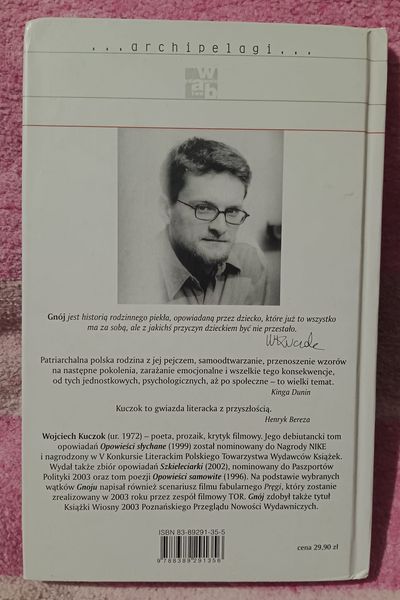 ...archipelagi...
w
ab
Gnój jest historią rodzinnego piekła, opowiadaną przez dziecko, które już to wszystko
ma za sobą, ale z jakichś przyczyn dzieckiem być nie przestało.
WKuczok
Patriarchalna polska rodzina z jej pejczem, samoodtwarzanie, przenoszenie wzorów
na następne pokolenia, zarażanie emocjonalne i wszelkie tego konsekwencje,
od tych jednostkowych, psychologicznych, aż po społeczne – to wielki temat.
Kinga Dunin
Kuczok to gwiazda literacka z przyszłością.
Henryk Bereza
Wojciech Kuczok (ur. 1972) – poeta, prozaik, krytyk filmowy. Jego debiutancki tom
opowiadań Opowieści słychane (1999) został nominowany do Nagrody NIKE
i nagrodzony w V Konkursie Literackim Polskiego Towarzystwa Wydawców Książek.
Wydał także zbiór opowiadań Szkieleciarki (2002), nominowany do Paszportów
Polityki 2003 oraz tom poezji Opowieści samowite (1996). Na podstawie wybranych
wątków Gnoju napisał również scenariusz filmu fabularnego Pręgi, który zostanie
zrealizowany w 2003 roku przez zespół filmowy TOR. Gnój zdobył także tytuł
Książki Wiosny 2003 Poznańskiego Przeglądu Nowości Wydawniczych.
ISBN 83-89291-35-5
9 788389 291356
cena 29,90 zł